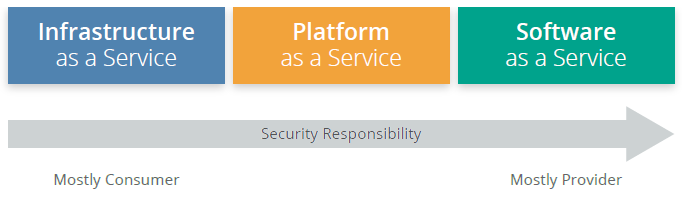 Infrastructure
as a Service
Platform
as a Service
Software
as a Service
Security Responsibility
Mostly Consumer
Mostly Provider